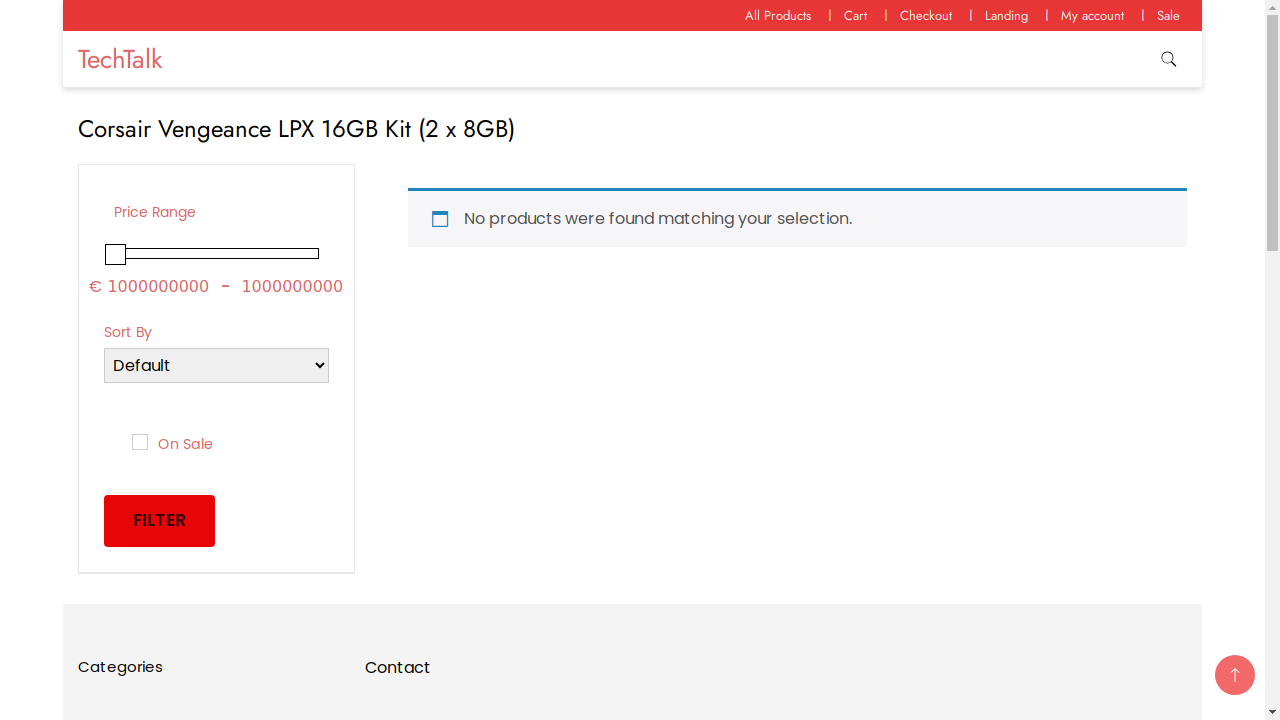 All Products | Cart | Checkout | Landing | My account | Sale
TechTalk
Corsair Vengeance LPX 16GB Kit (2 x 8GB)
Price Range
€ 1000000000 - 1000000000
Sort By
Default
On Sale
FILTER
No products were found matching your selection.
Categories
Contact